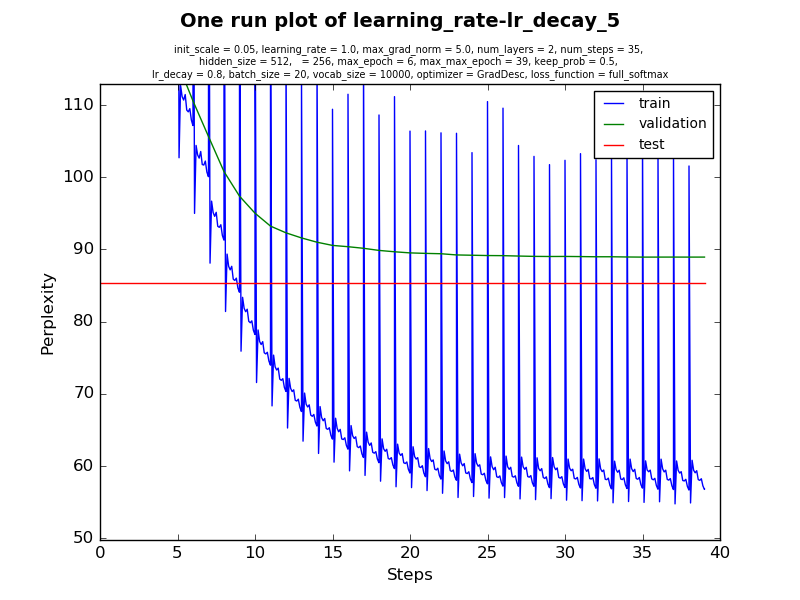 One run plot of learning_rate-lr_decay_5
init_scale = 0.05, learning_rate = 1.0, max_grad_norm = 5.0, num_layers = 2, num_steps = 35,
hidden_size = 512,   = 256, max_epoch = 6, max_max_epoch = 39, keep_prob = 0.5,
lr_decay = 0.8, batch_size = 20, vocab_size = 10000, optimizer = GradDesc, loss_function = full_softmax
train
validation
test
110
100
90
80
70
60
50
Perplexity
0 5 10 15 20 25 30 35 40
Steps